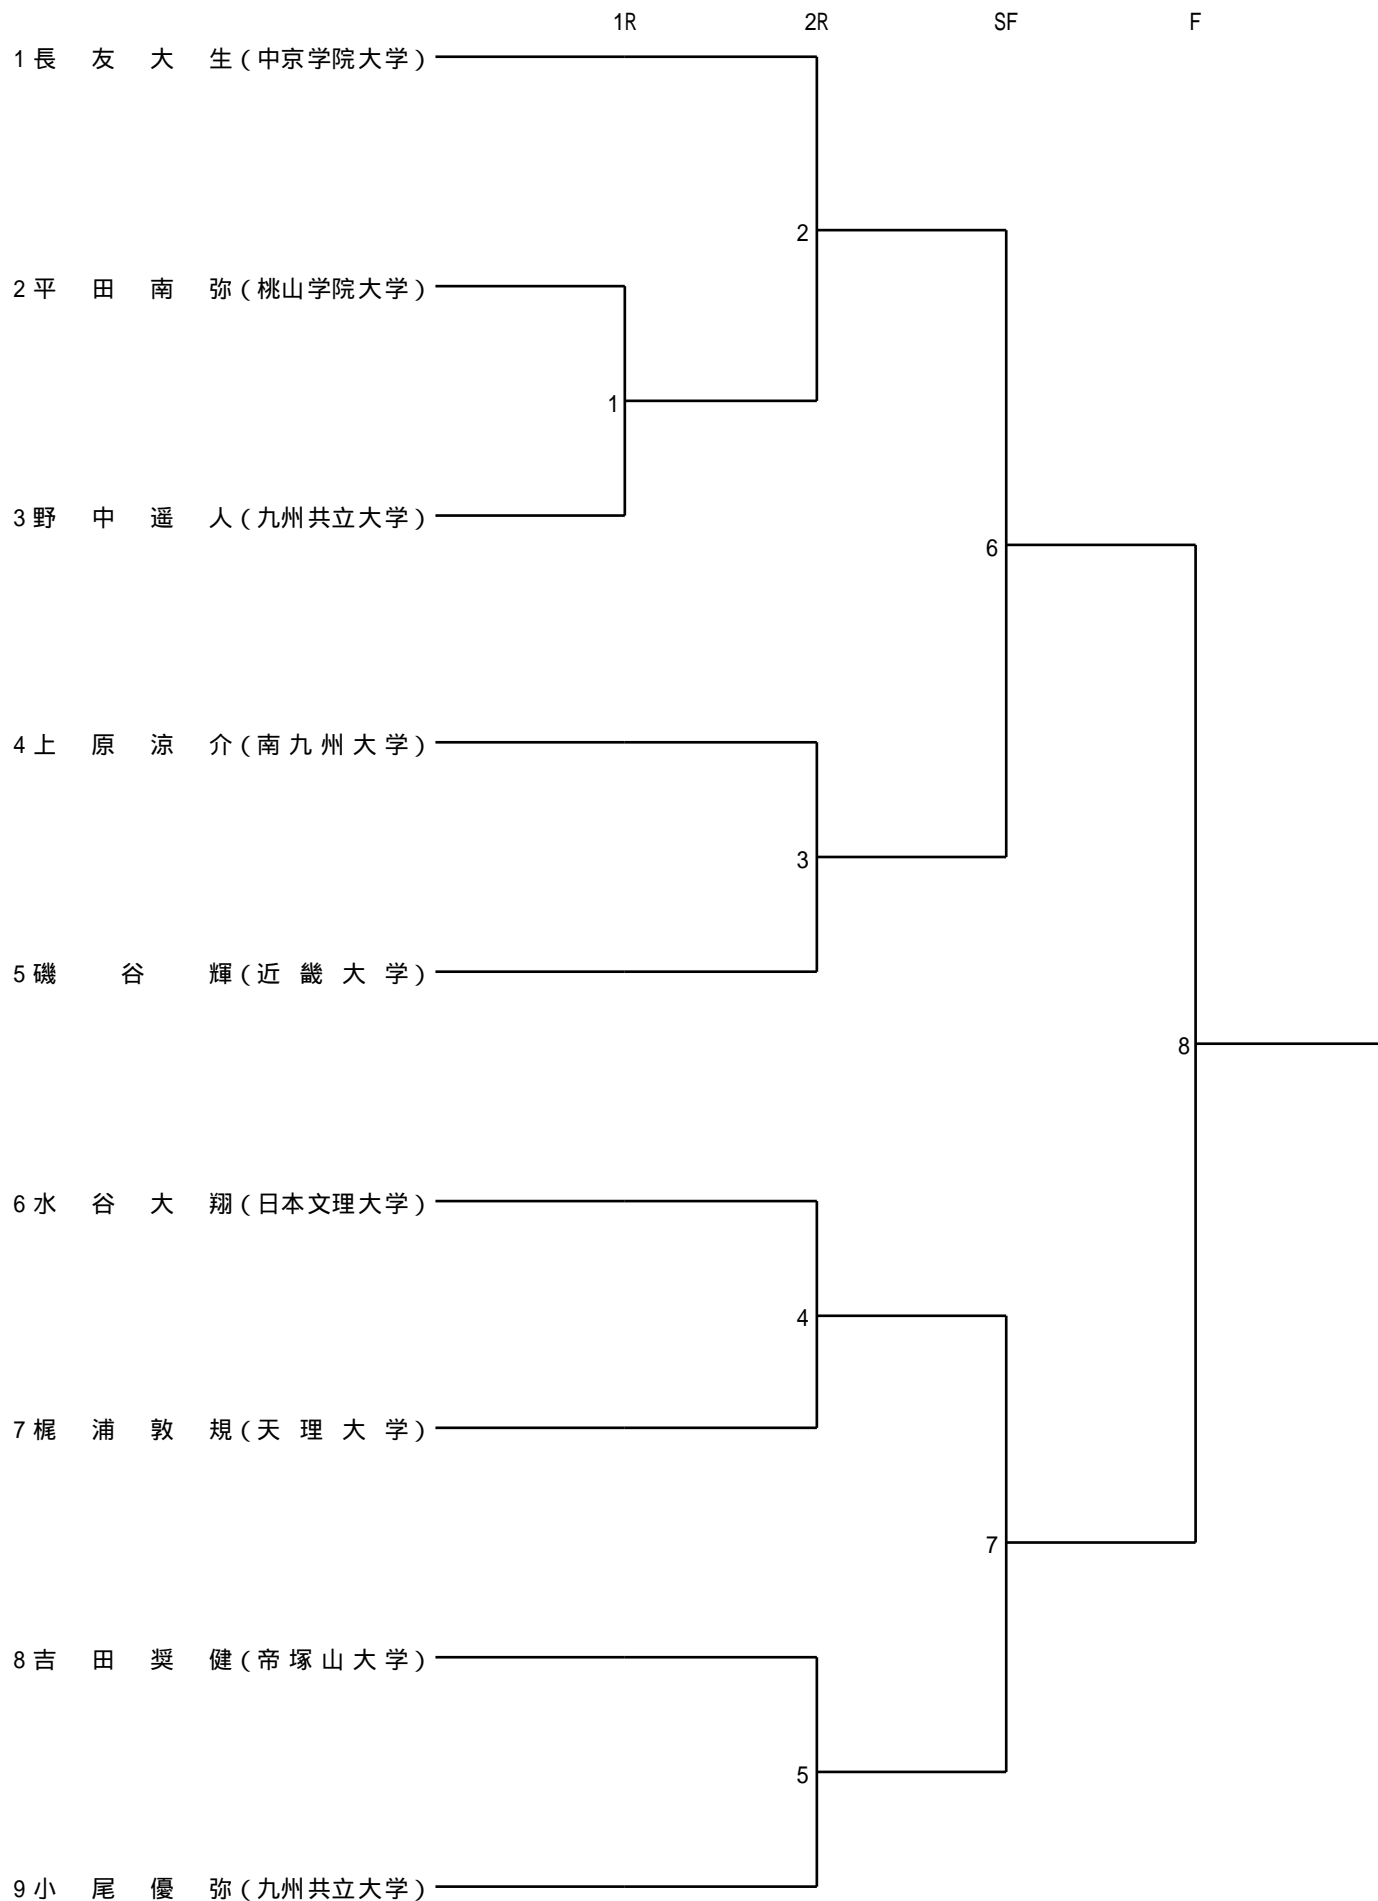 1R 2R SF F
1 長 友 大 生 ( 中京学院大学 )
2
2 平 田 南 弥 ( 桃山学院大学 )
1
3 野 中 遥 人 ( 九州共立大学 )
6
4 上 原 涼 介 ( 南九州大学 )
3
5 磯 谷 輝 ( 近畿大学 )
8
6 水 谷 大 翔 ( 日本文理大学 )
4
7 梶 浦 敦 規 ( 天理大学 )
7
8 吉 田 奨 健 ( 帝塚山大学 )
5
9 小 尾 優 弥 ( 九州共立大学 )